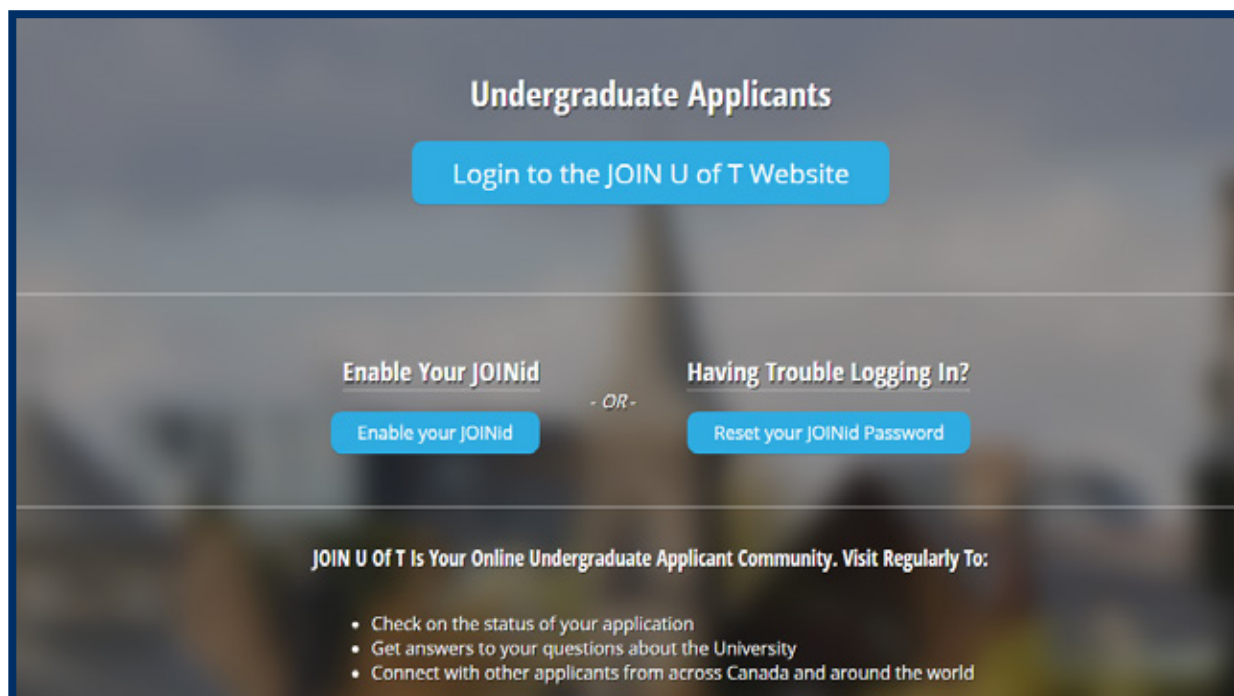 Undergraduate Applicants
Login to the JOIN U of T Website
Enable Your JOINid
- OR -
Having Trouble Logging In?
Enable your JOINid
Reset your JOINid Password
JOIN U Of T Is Your Online Undergraduate Applicant Community. Visit Regularly To:
• Check on the status of your application
• Get answers to your questions about the University
• Connect with other applicants from across Canada and around the world